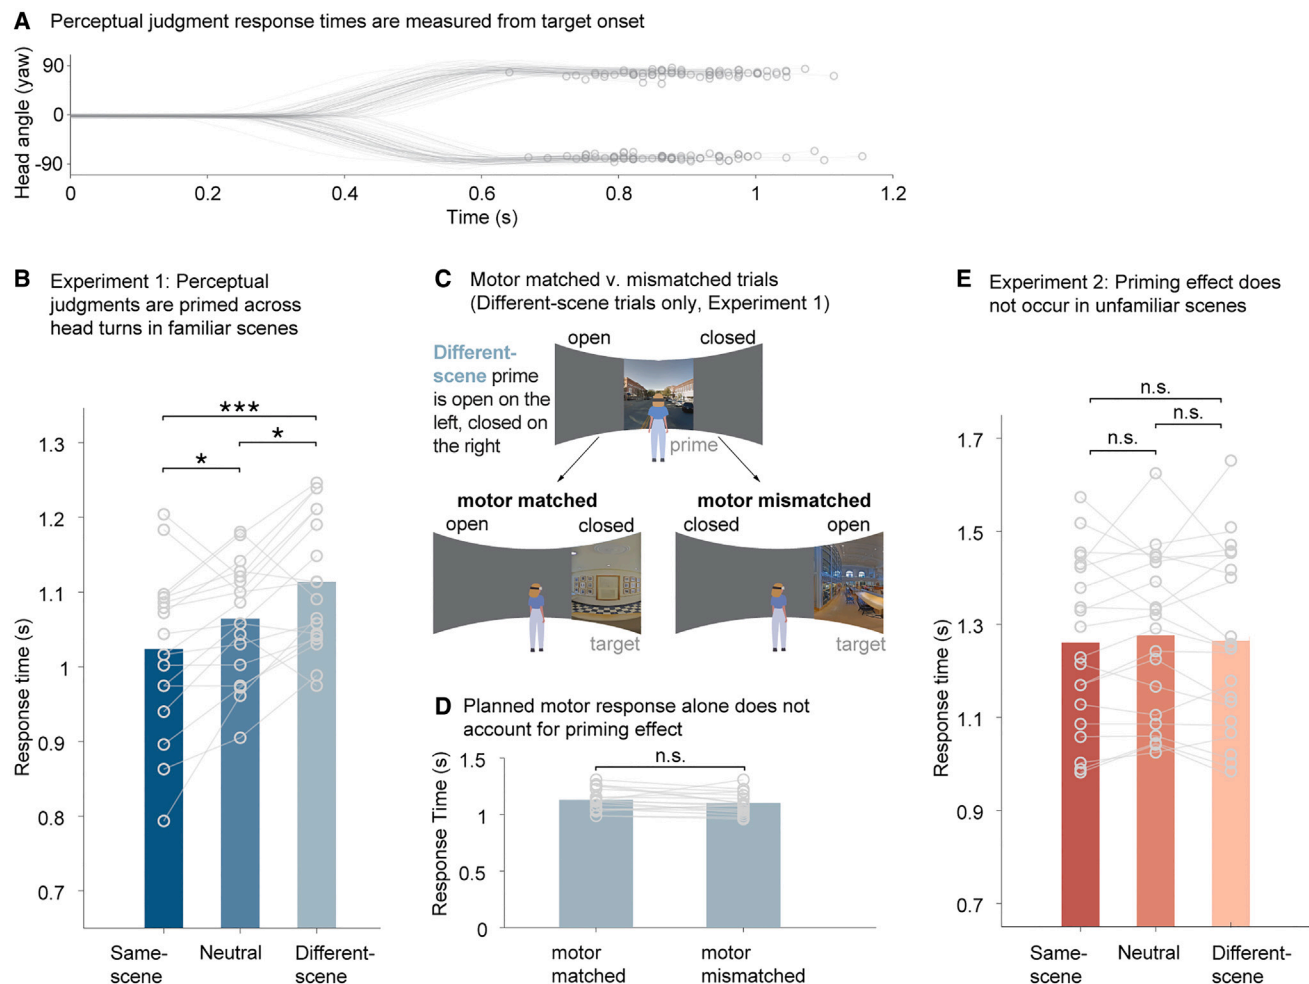 A Perceptual judgment response times are measured from target onset
Head angle (yaw)
90
0
-90
0 0.2 0.4 0.6 0.8 1 1.2
Time (s)
B Experiment 1: Perceptual
judgments are primed across
head turns in familiar scenes
***
*
*
Response time (s)
1.3
1.2
1.1
1
0.9
0.8
0.7
Same-
scene
Neutral
Different-
scene
C Motor matched v. mismatched trials
(Different-scene trials only, Experiment 1)
Different-
scene prime
is open on the
left, closed on
the right
open closed
prime
motor matched
open closed
target
motor mismatched
closed open
target
D Planned motor response alone does not
account for priming effect
n.s.
Response Time (s)
1.5
1
0.5
0
motor
matched
motor
mismatched
E Experiment 2: Priming effect does
not occur in unfamiliar scenes
n.s.
n.s.
n.s.
Response time (s)
1.7
1.5
1.3
1.1
0.9
0.7
Same-
scene
Neutral
Different-
scene